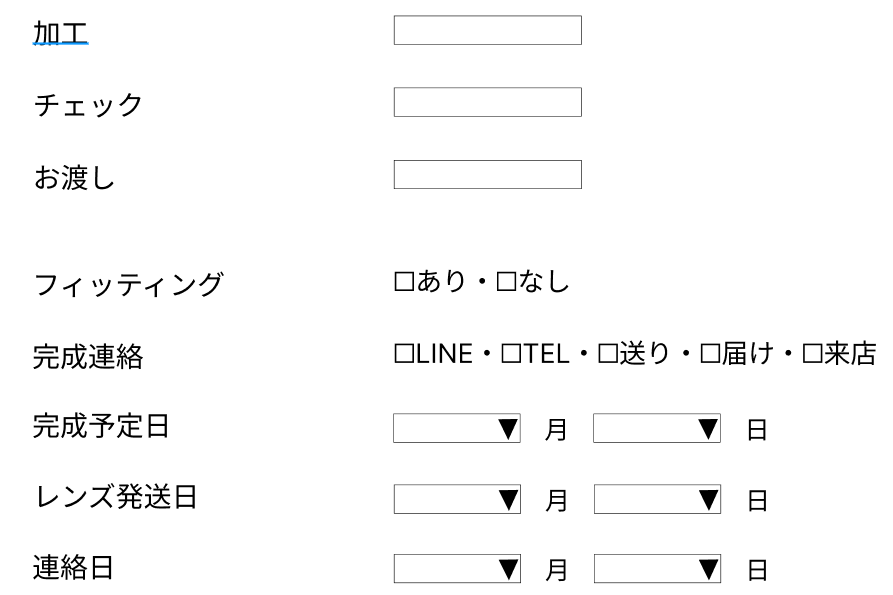 加工
チェック
お渡し
フィッティング ☐あり・☐なし
完成連絡 ☐LINE・☐TEL・☐送り・☐届け・☐来店
完成予定日 ▼ 月 ▼ 日
レンズ発送日 ▼ 月 ▼ 日
連絡日 ▼ 月 ▼ 日